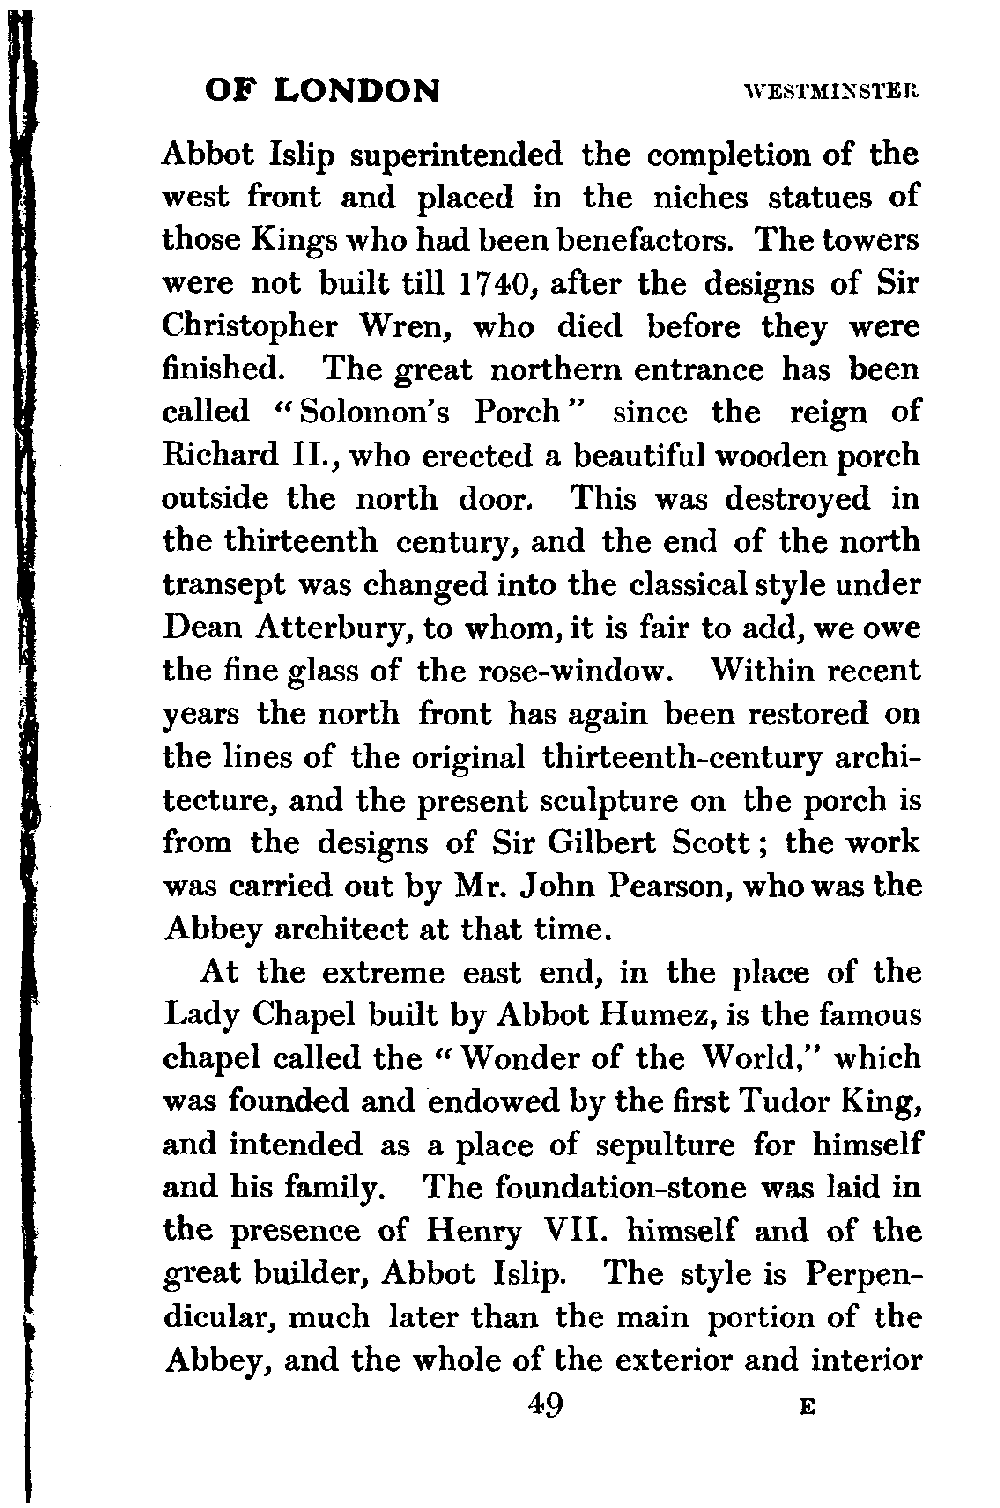 OF LONDON WESTMINSTER
Abbot Islip superintended the completion of the
west front and placed in the niches statues of
those Kings who had been benefactors. The towers
were not built till 1740, after the designs of Sir
Christopher Wren, who died before they were
finished. The great northern entrance has been
called “Solomon's Porch” since the reign of
Richard II., who erected a beautiful wooden porch
outside the north door. This was destroyed in
the thirteenth century, and the end of the north
transept was changed into the classical style under
Dean Atterbury, to whom, it is fair to add, we owe
the fine glass of the rose-window. Within recent
years the north front has again been restored on
the lines of the original thirteenth-century archi-
tecture, and the present sculpture on the porch is
from the designs of Sir Gilbert Scott; the work
was carried out by Mr. John Pearson, who was the
Abbey architect at that time.
At the extreme east end, in the place of the
Lady Chapel built by Abbot Humez, is the famous
chapel called the “Wonder of the World,” which
was founded and endowed by the first Tudor King,
and intended as a place of sepulture for himself
and his family. The foundation-stone was laid in
the presence of Henry VII. himself and of the
great builder, Abbot Islip. The style is Perpen-
dicular, much later than the main portion of the
Abbey, and the whole of the exterior and interior
49 E